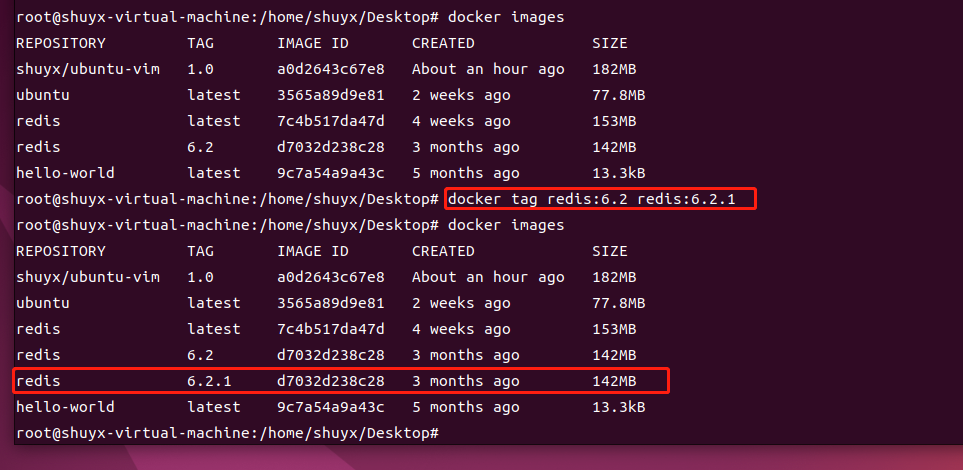 root@shuyx-virtual-machine:/home/shuyx/Desktop# docker images
REPOSITORY TAG IMAGE ID CREATED SIZE
shuyx/ubuntu-vim 1.0 a0d2643c67e8 About an hour ago 182MB
ubuntu latest 3565a89d9e81 2 weeks ago 77.8MB
redis latest 7c4b517da47d 4 weeks ago 153MB
redis 6.2 d7032d238c28 3 months ago 142MB
hello-world latest 9c7a54a9a43c 5 months ago 13.3kB
root@shuyx-virtual-machine:/home/shuyx/Desktop# docker tag redis:6.2 redis:6.2.1
root@shuyx-virtual-machine:/home/shuyx/Desktop# docker images
REPOSITORY TAG IMAGE ID CREATED SIZE
shuyx/ubuntu-vim 1.0 a0d2643c67e8 About an hour ago 182MB
ubuntu latest 3565a89d9e81 2 weeks ago 77.8MB
redis latest 7c4b517da47d 4 weeks ago 153MB
redis 6.2 d7032d238c28 3 months ago 142MB
redis 6.2.1 d7032d238c28 3 months ago 142MB
hello-world latest 9c7a54a9a43c 5 months ago 13.3kB
root@shuyx-virtual-machine:/home/shuyx/Desktop#